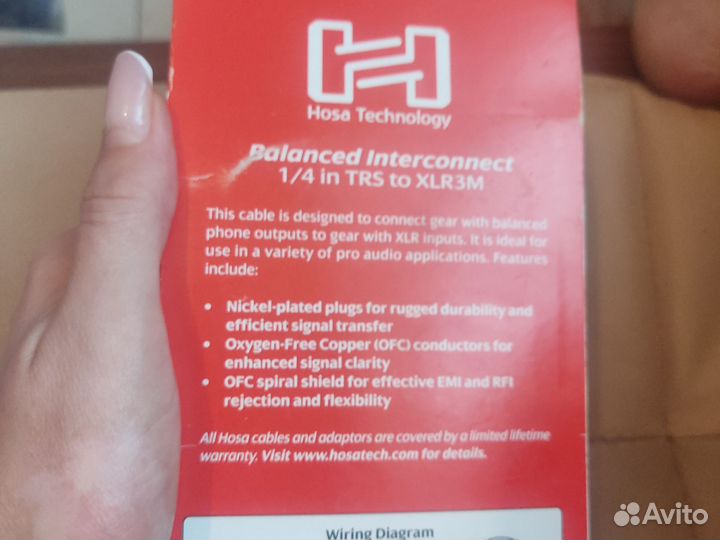 Hosa Technology
Balanced Interconnect
1/4 in TRS to XLR3M
This cable is designed to connect gear with balanced
phone outputs to gear with XLR inputs. It is ideal for
use in a variety of pro audio applications. Features
include:
• Nickel-plated plugs for rugged durability and
efficient signal transfer
• Oxygen-Free Copper (OFC) conductors for
enhanced signal clarity
• OFC spiral shield for effective EMI and RFI
rejection and flexibility
All Hosa cables and adaptors are covered by a limited lifetime
warranty. Visit www.hosatech.com for details.
Wiring Diagram
Avito